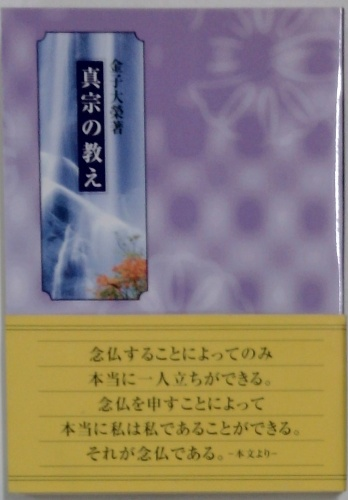 金子大榮著
真宗の教え
念仏することによってのみ
本当に一人立ちができる。
念仏を申すことによって
本当に私は私であることができる。
それが念仏である。-本文より-